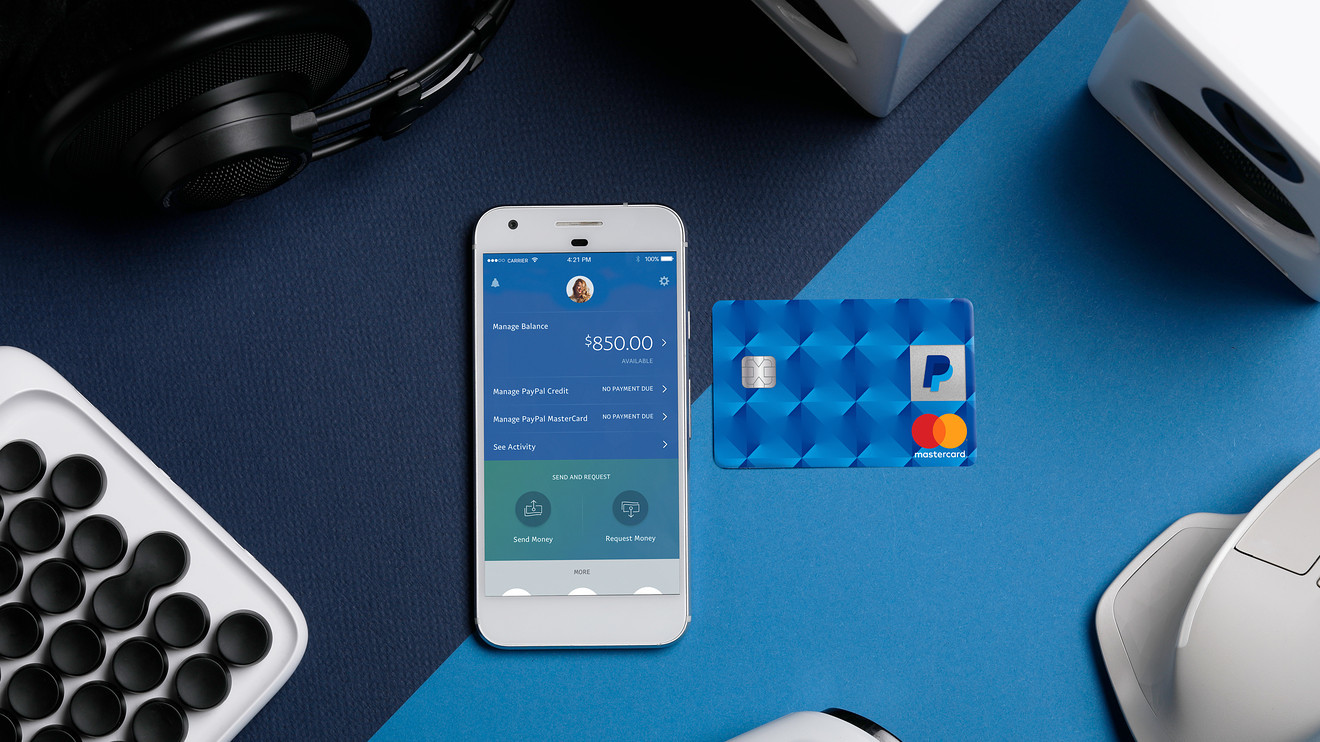 CARRIER 4:21 PM 100%
Manage Balance
$850.00
AVAILABLE
Manage PayPal Credit NO PAYMENT DUE
Manage PayPal MasterCard NO PAYMENT DUE
See Activity
SEND AND REQUEST
Send Money Request Money
MORE
mastercard